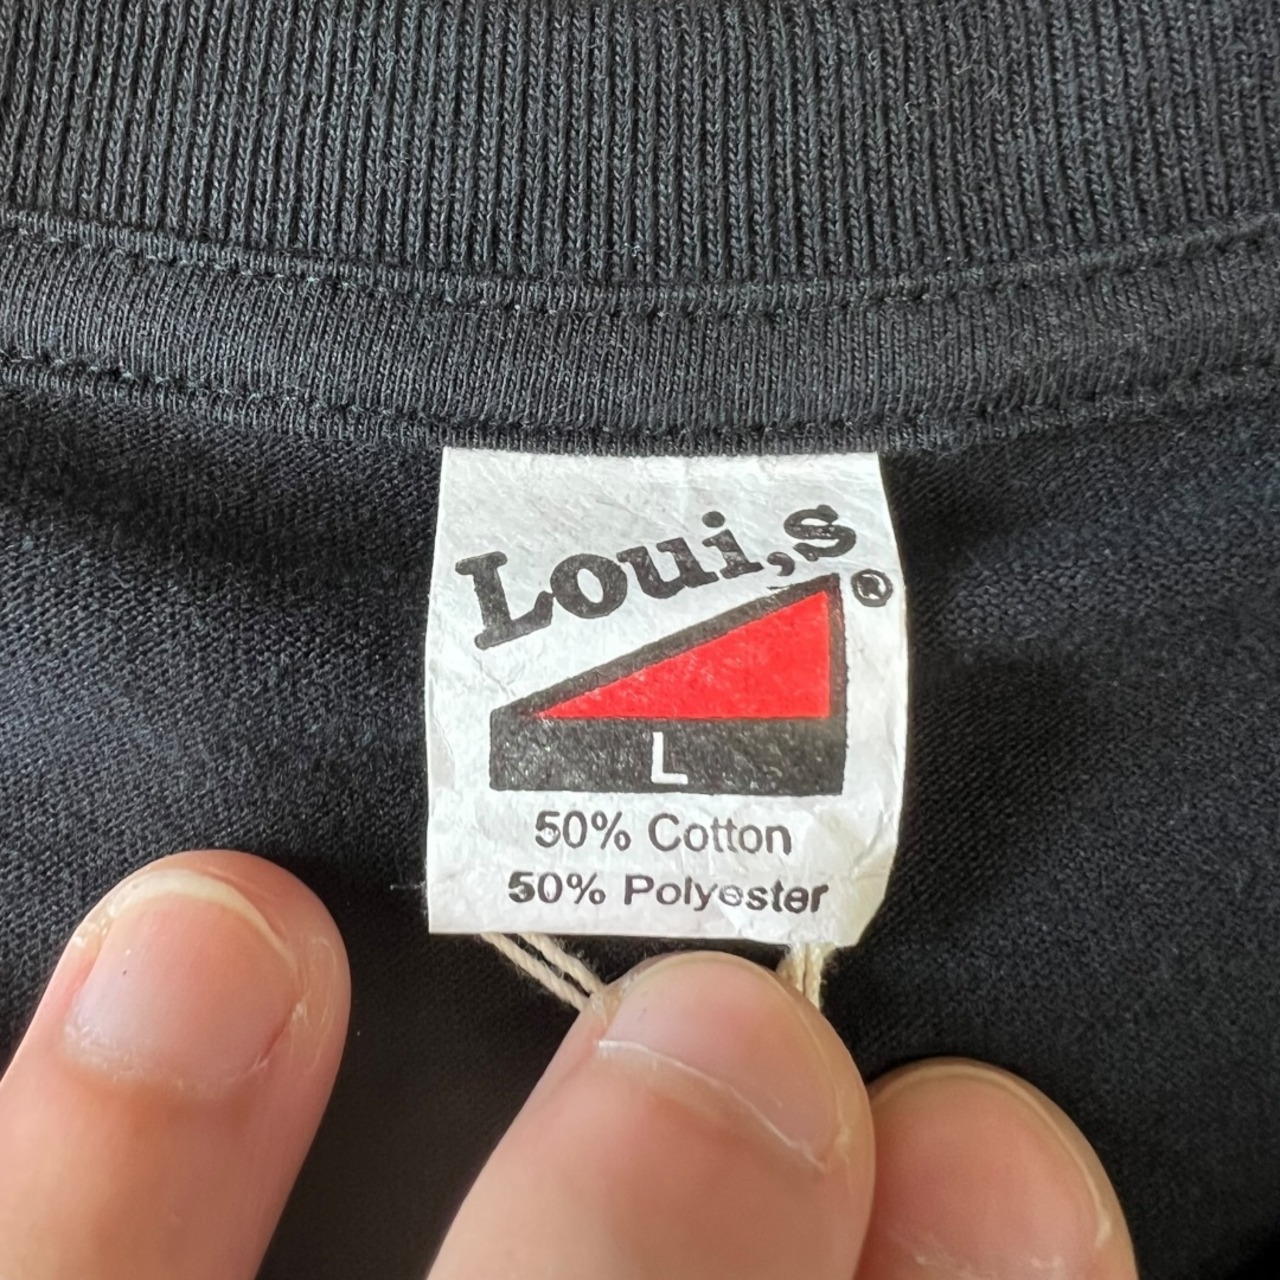 Loui,s
®
L
50% Cotton
50% Polyester